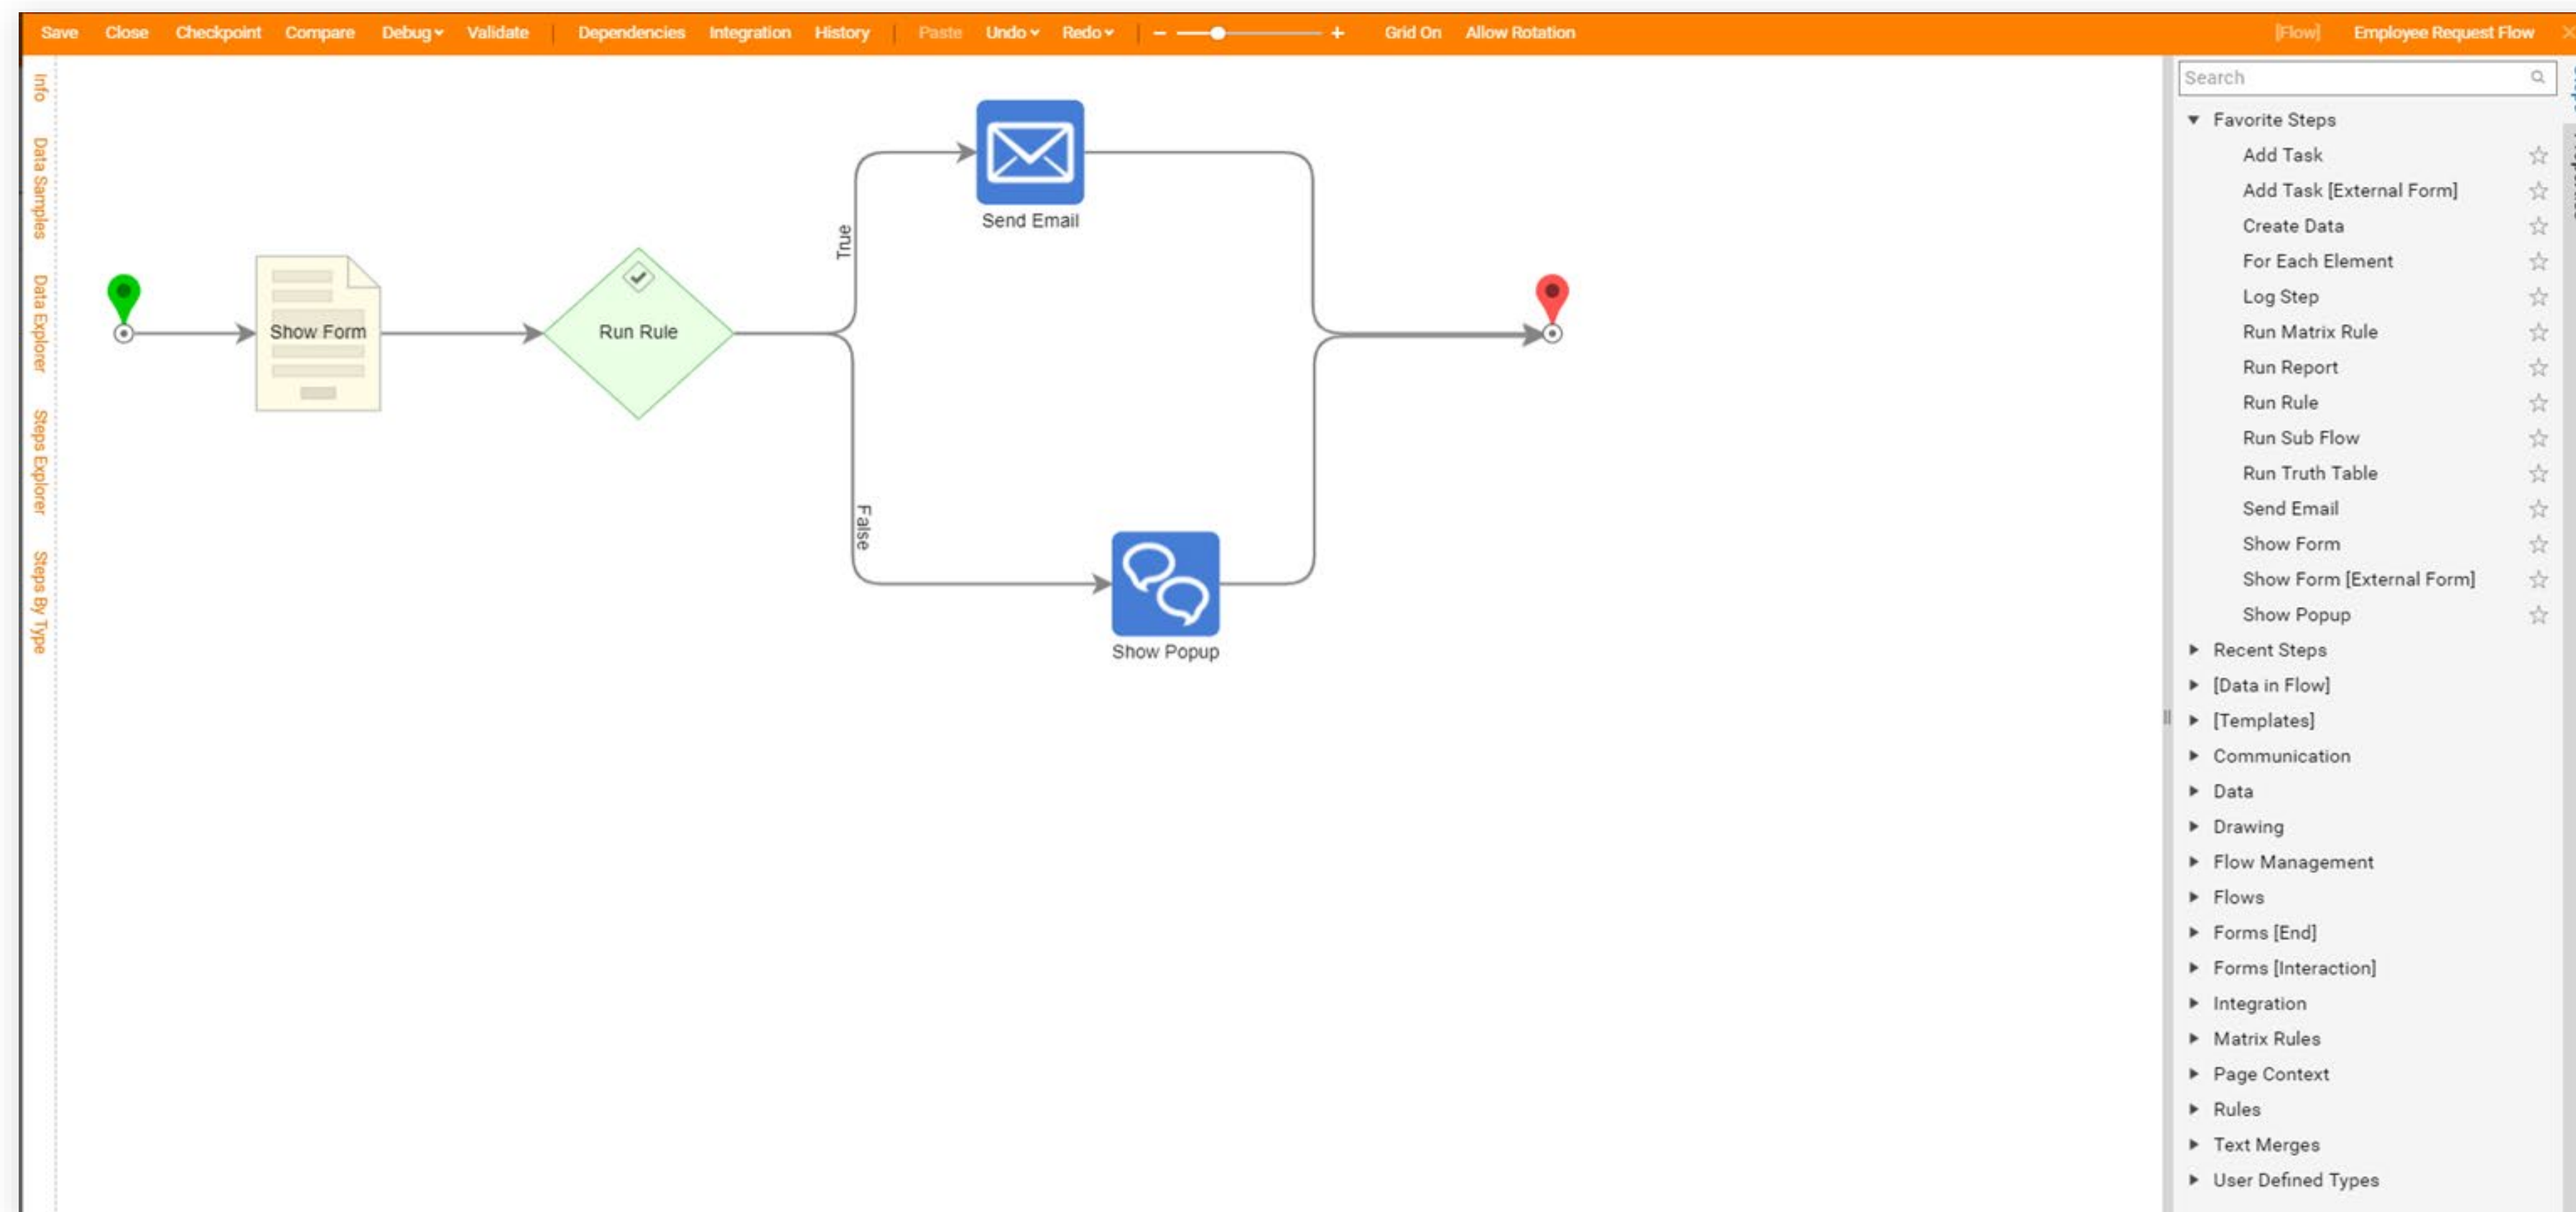 Save Close Checkpoint Compare Debug Validate Dependencies Integration History Paste Undo Redo Grid On Allow Rotation [Flow] Employee Request Flow
Info
Data Samples
Data Explorer
Steps Explorer
Steps By Type
Show Form
Run Rule
True
False
Send Email
Show Popup
Search
Favorite Steps
Add Task
Add Task [External Form]
Create Data
For Each Element
Log Step
Run Matrix Rule
Run Report
Run Rule
Run Sub Flow
Run Truth Table
Send Email
Show Form
Show Form [External Form]
Show Popup
Recent Steps
[Data in Flow]
[Templates]
Communication
Data
Drawing
Flow Management
Flows
Forms [End]
Forms [Interaction]
Integration
Matrix Rules
Page Context
Rules
Text Merges
User Defined Types